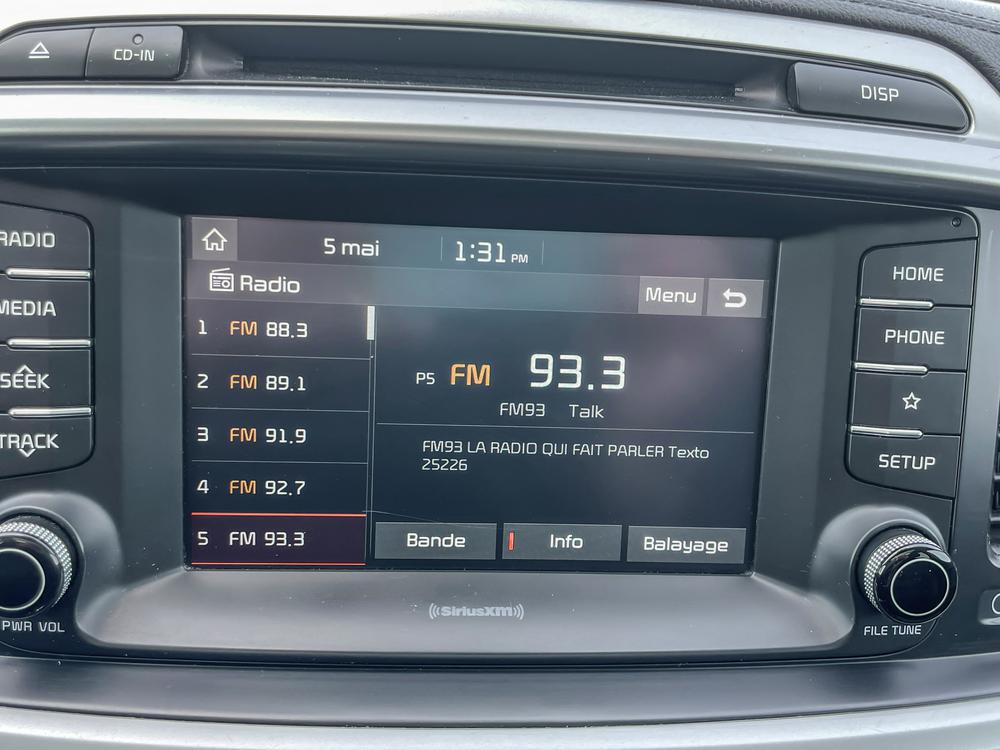 CD-IN
DISP
RADIO
MEDIA
SEEK
TRACK
PWR VOL
5 mai 1:31 PM
Radio
Menu
1 FM 88.3
2 FM 89.1
3 FM 91.9
4 FM 92.7
5 FM 93.3
P5 FM 93.3
FM93 Talk
FM93 LA RADIO QUI FAIT PARLER Texto
25226
Bande
Info
Balayage
((SiriusXM))
HOME
PHONE
SETUP
FILE TUNE